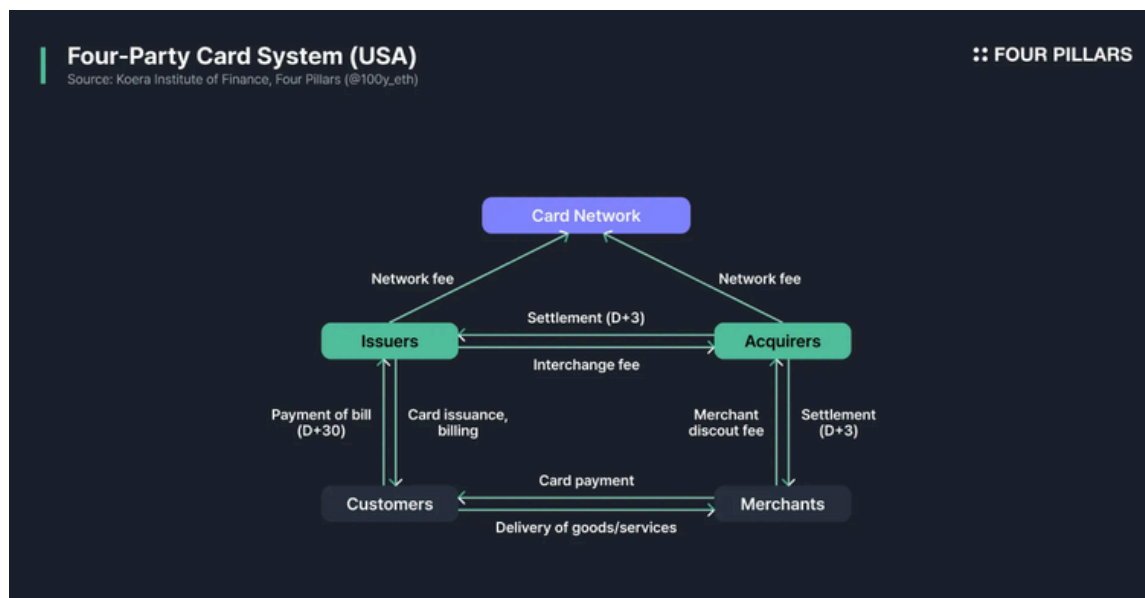 Four-Party Card System (USA)
FOUR PILLARS
Source: Koera Institute of Finance, Four Pillars (@100y_eth)
Card Network
Network fee
Network fee
Settlement (D+3)
Issuers
Acquirers
Interchange fee
Payment of bill
(D+30)
Card issuance,
billing
Merchant
discout fee
Settlement
(D+3)
Card payment
Customers
Merchants
Delivery of goods/services